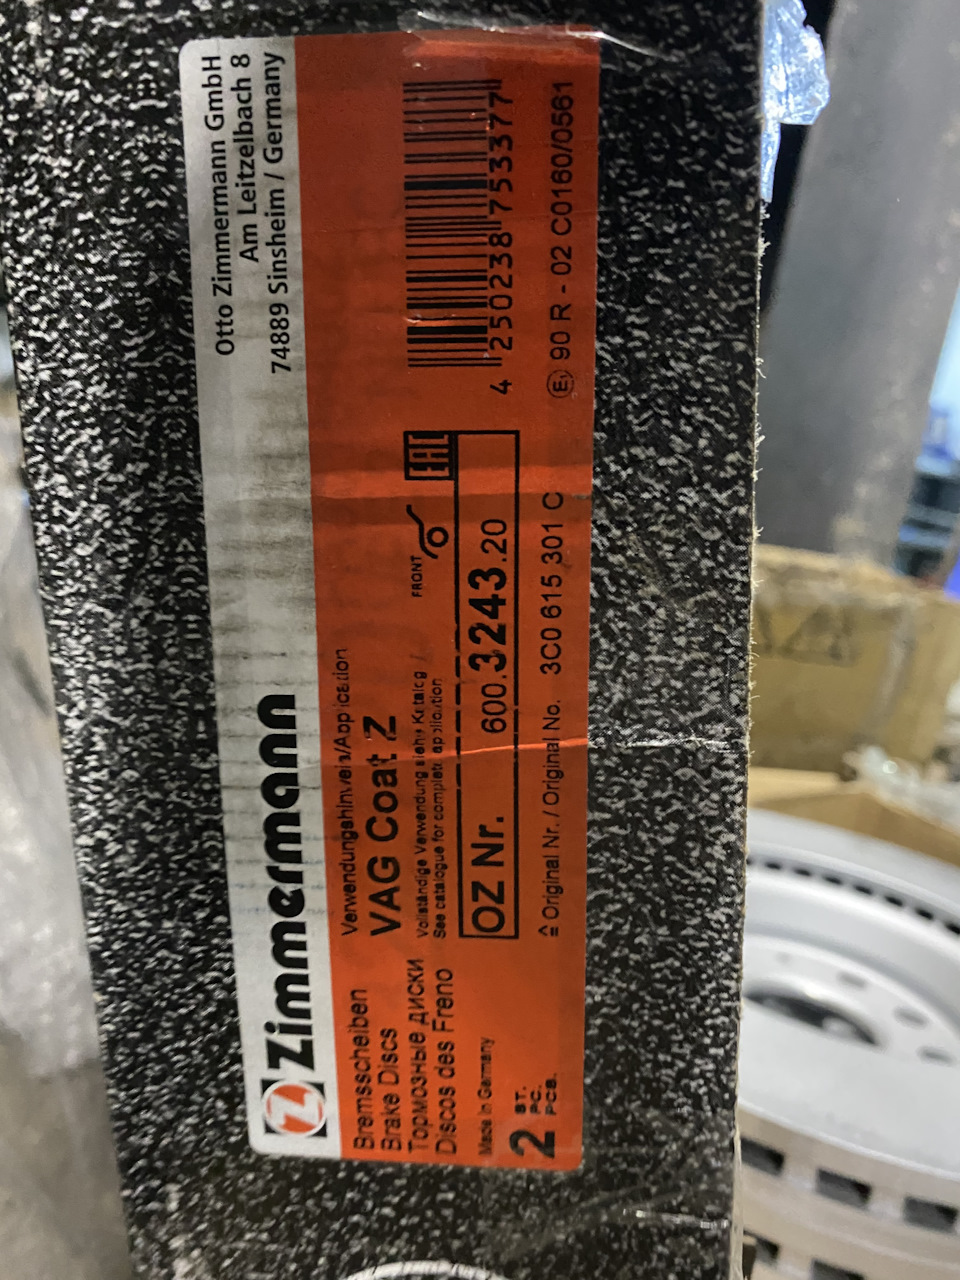 Zimmermann
Otto Zimmermann GmbH
Am Leitzelbach 8
74889 Sinsheim / Germany
Bremsscheiben
Brake Discs
Тормозные диски
Discos des Freno
Made in Germany
2
ST.
PC.
PCS.
Verwendungshinweis/Application
VAG Coat Z
Vollständige Verwendung siehe Katalog /
See catalogue for complete application
FRONT
EAC
OZ Nr. 600.3243.20
≙ Original Nr. / Original No. 3C0 615 301 C
4 250238 753377
E1 90 R - 02 C0160/0561